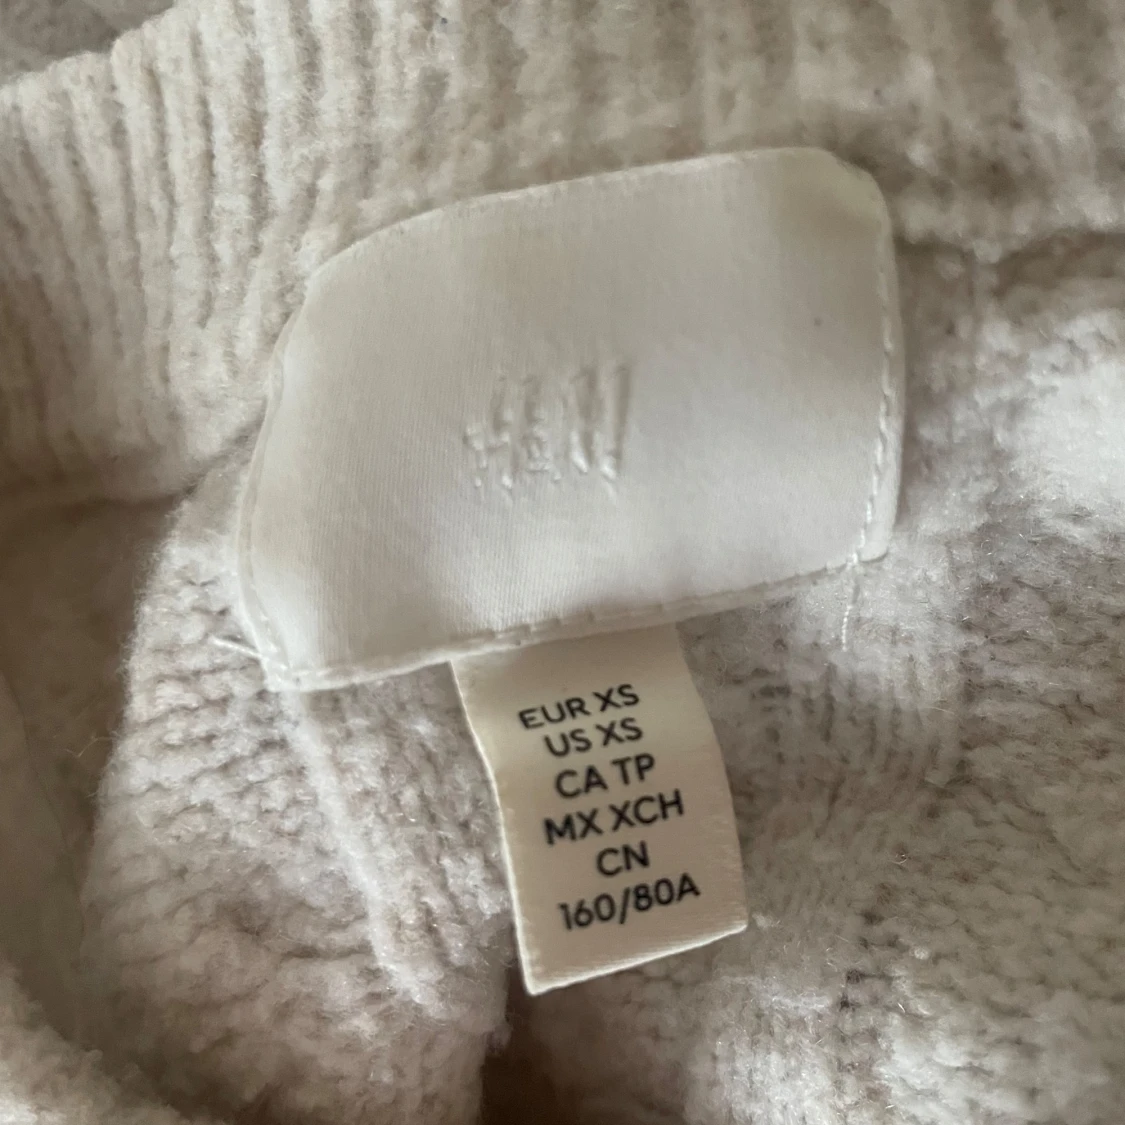 H&M
EUR XS
US XS
CA TP
MX XCH
CN
160/80A